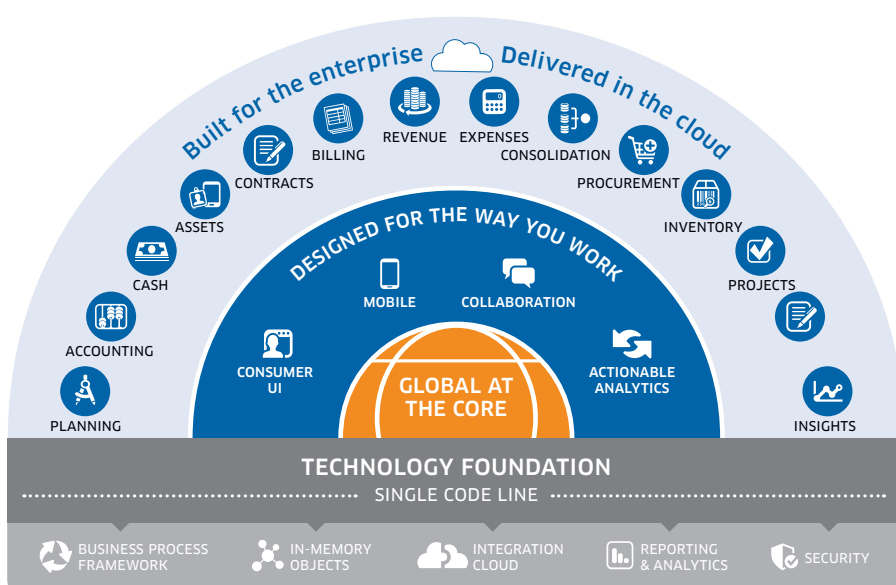 Built for the enterprise
Delivered in the cloud
PLANNING
ACCOUNTING
CASH
ASSETS
CONTRACTS
BILLING
REVENUE
EXPENSES
CONSOLIDATION
PROCUREMENT
INVENTORY
PROJECTS
INSIGHTS
DESIGNED FOR THE WAY YOU WORK
CONSUMER
UI
MOBILE
COLLABORATION
ACTIONABLE
ANALYTICS
GLOBAL AT
THE CORE
TECHNOLOGY FOUNDATION
SINGLE CODE LINE
BUSINESS PROCESS
FRAMEWORK
IN-MEMORY
OBJECTS
INTEGRATION
CLOUD
REPORTING
& ANALYTICS
SECURITY